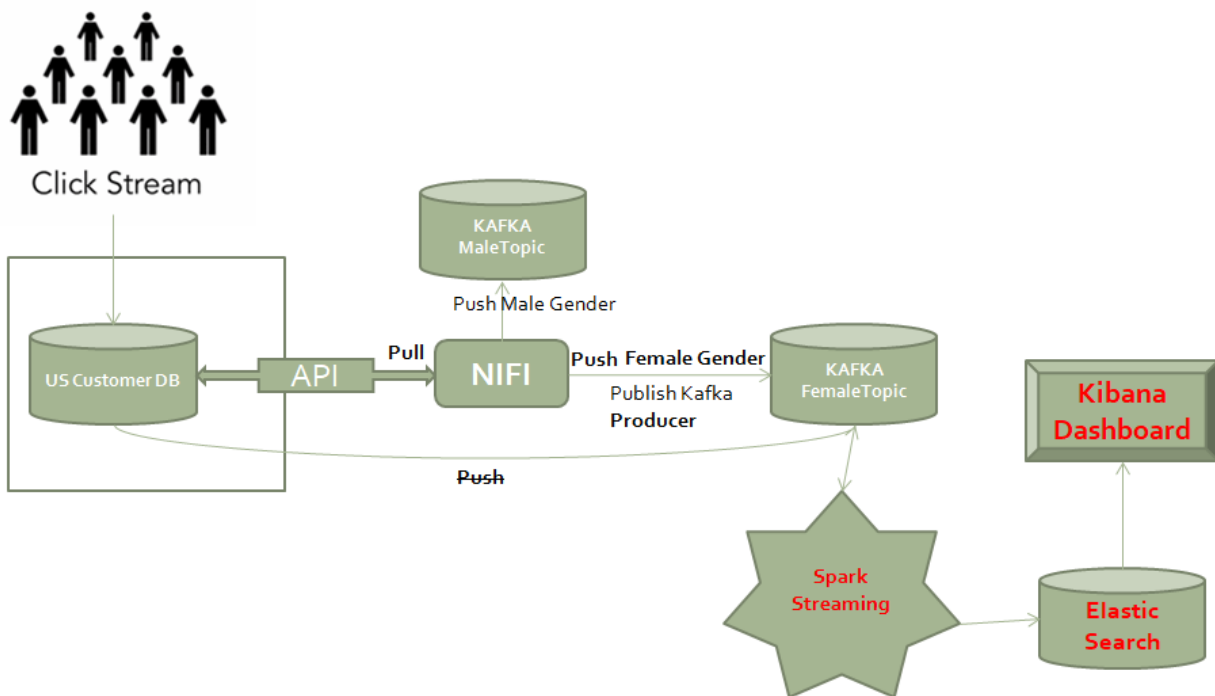 Click Stream
KAFKA
MaleTopic
Push Male Gender
US Customer DB
API
Pull
NIFI
Push Female Gender
Publish Kafka
Producer
KAFKA
FemaleTopic
Push
Kibana
Dashboard
Spark
Streaming
Elastic
Search